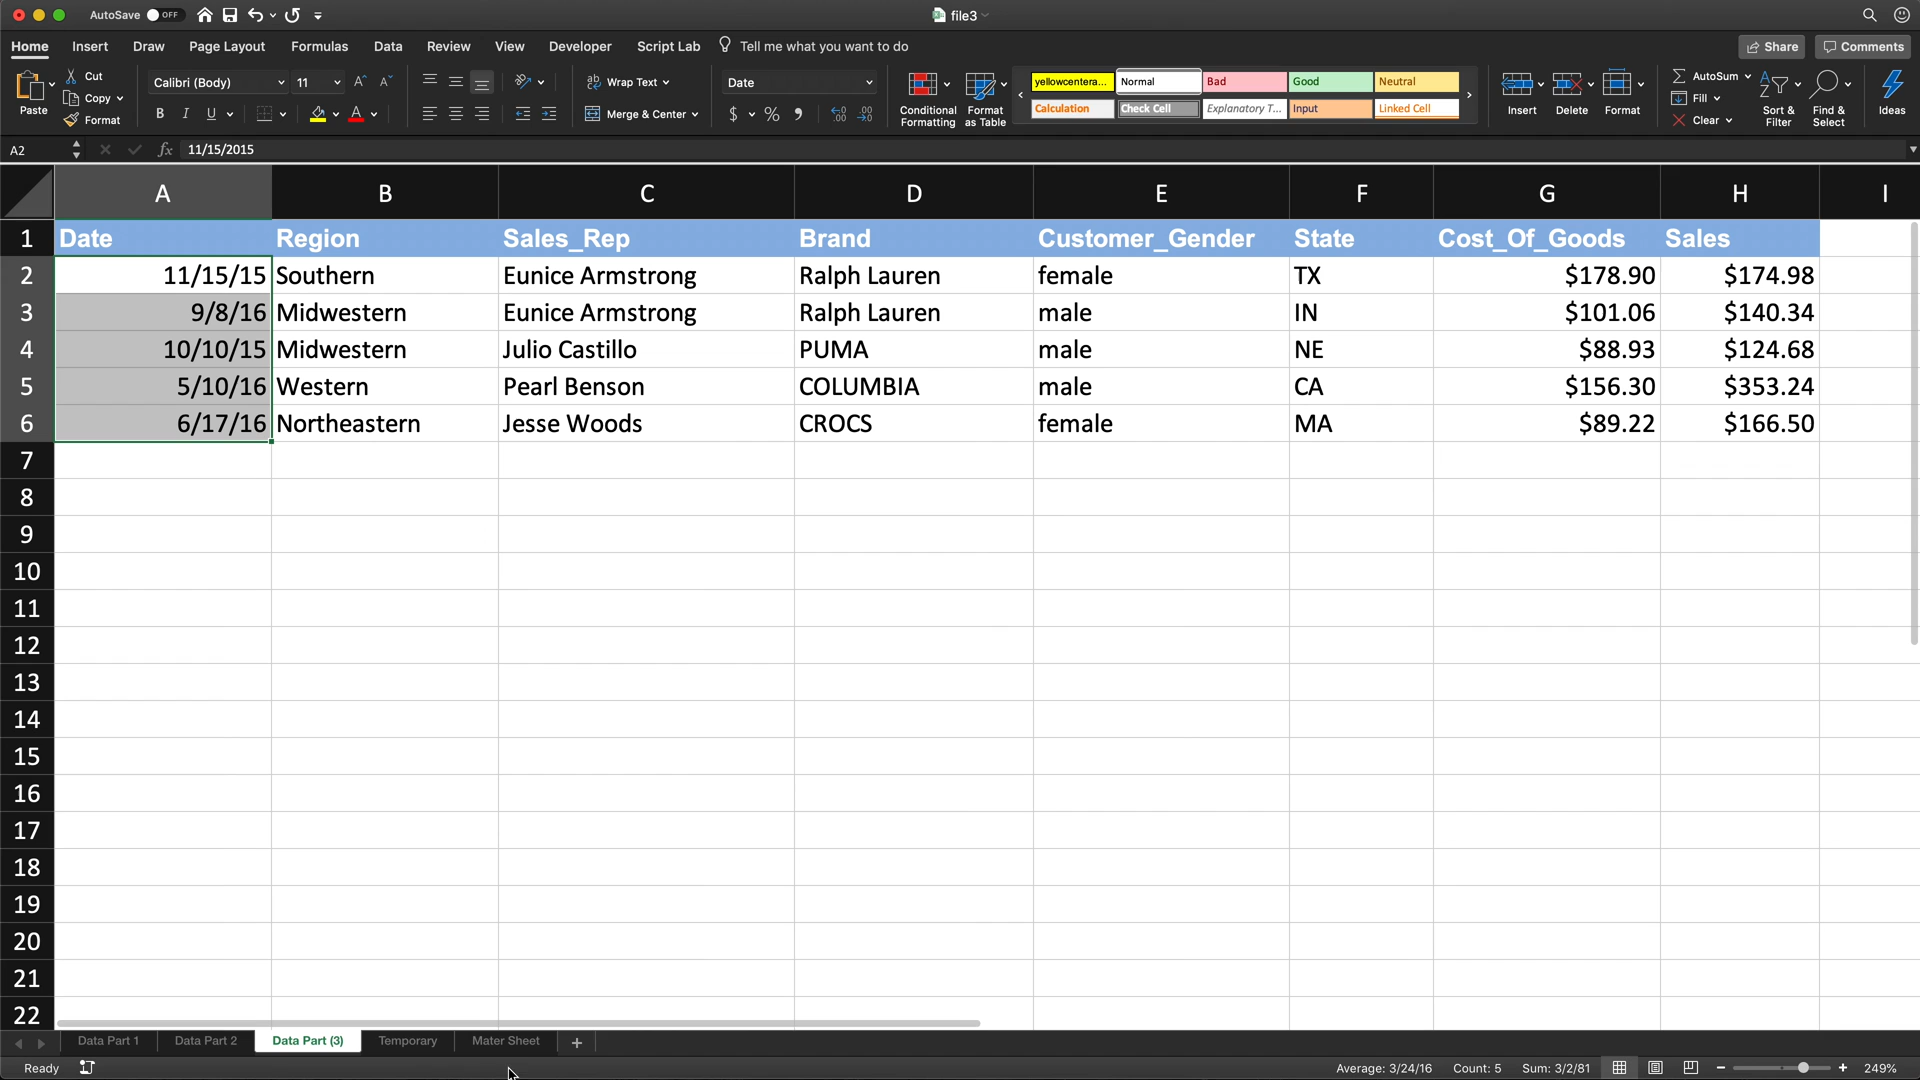 AutoSave OFF file3
Home Insert Draw Page Layout Formulas Data Review View Developer Script Lab Tell me what you want to do Share Comments
Paste Cut Copy Format
Calibri (Body) 11 A A
B I U A
Wrap Text
Merge & Center
Date
$ % 9
Conditional Formatting
Format as Table
yellowcentera... Normal Bad Good Neutral
Calculation Check Cell Explanatory T... Input Linked Cell
Insert Delete Format
AutoSum
Fill
Clear
Sort & Filter
Find & Select
Ideas
A2 fx 11/15/2015
A B C D E F G H I
1 Date Region Sales_Rep Brand Customer_Gender State Cost_Of_Goods Sales
2 11/15/15 Southern Eunice Armstrong Ralph Lauren female TX $178.90 $174.98
3 9/8/16 Midwestern Eunice Armstrong Ralph Lauren male IN $101.06 $140.34
4 10/10/15 Midwestern Julio Castillo PUMA male NE $88.93 $124.68
5 5/10/16 Western Pearl Benson COLUMBIA male CA $156.30 $353.24
6 6/17/16 Northeastern Jesse Woods CROCS female MA $89.22 $166.50
7
8
9
10
11
12
13
14
15
16
17
18
19
20
21
22
Data Part 1 Data Part 2 Data Part (3) Temporary Mater Sheet +
Ready Average: 3/24/16 Count: 5 Sum: 3/2/81 249%